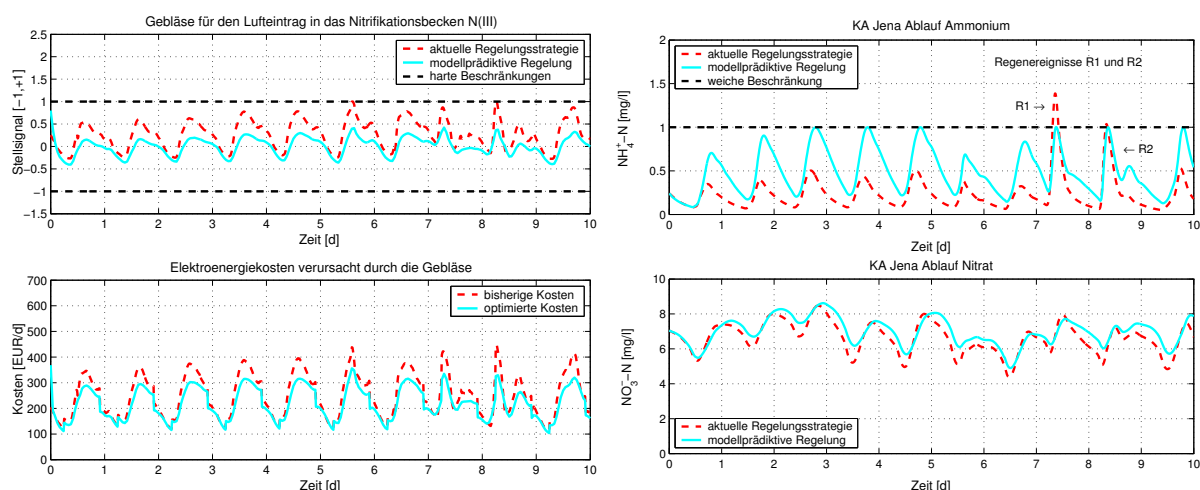 Gebläse für den Lufteintrag in das Nitrifikationsbecken N(III)
2.5
2
1.5
1
0.5
0
−0.5
−1
−1.5
Stellsignal [−1,+1]
aktuelle Regelungsstrategie
modellprädiktive Regelung
harte Beschränkungen
0 1 2 3 4 5 6 7 8 9 10
Zeit [d]
KA Jena Ablauf Ammonium
2
1.5
1
0.5
0
NH₄⁺−N [mg/l]
aktuelle Regelungsstrategie
modellprädiktive Regelung
weiche Beschränkung
Regenereignisse R1 und R2
R1 →
← R2
0 1 2 3 4 5 6 7 8 9 10
Zeit [d]
Elektroenergiekosten verursacht durch die Gebläse
700
600
500
400
300
200
100
0
Kosten [EUR/d]
bisherige Kosten
optimierte Kosten
0 1 2 3 4 5 6 7 8 9 10
Zeit [d]
KA Jena Ablauf Nitrat
10
8
6
4
2
0
NO₃⁻−N [mg/l]
aktuelle Regelungsstrategie
modellprädiktive Regelung
0 1 2 3 4 5 6 7 8 9 10
Zeit [d]